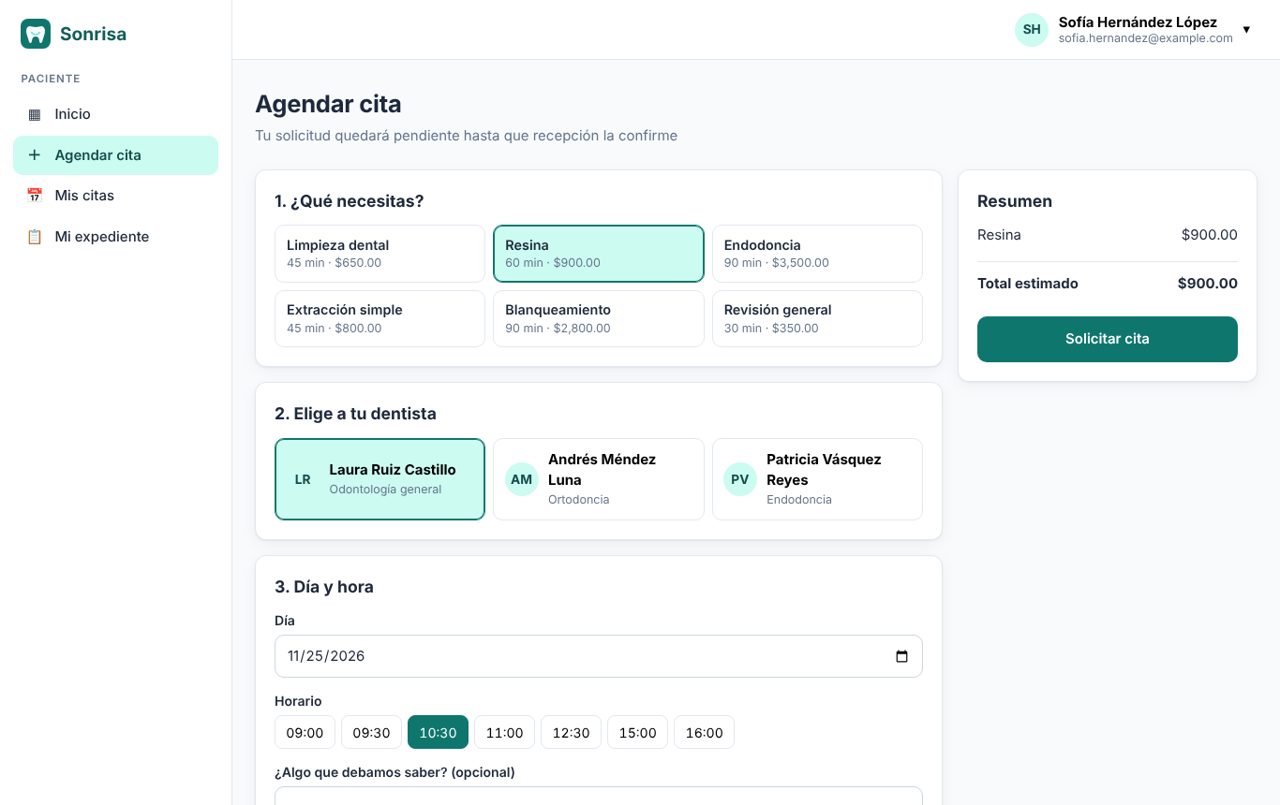 Sonrisa
PACIENTE
Inicio
Agendar cita
Mis citas
Mi expediente
SH
Sofía Hernández López
sofia.hernandez@example.com
Agendar cita
Tu solicitud quedará pendiente hasta que recepción la confirme
1. ¿Qué necesitas?
Limpieza dental
45 min · $650.00
Resina
60 min · $900.00
Endodoncia
90 min · $3,500.00
Extracción simple
45 min · $800.00
Blanqueamiento
90 min · $2,800.00
Revisión general
30 min · $350.00
2. Elige a tu dentista
LR
Laura Ruiz Castillo
Odontología general
AM
Andrés Méndez
Luna
Ortodoncia
PV
Patricia Vásquez
Reyes
Endodoncia
3. Día y hora
Día
11/25/2026
Horario
09:00 09:30 10:30 11:00 12:30 15:00 16:00
¿Algo que debamos saber? (opcional)
Resumen
Resina $900.00
Total estimado $900.00
Solicitar cita